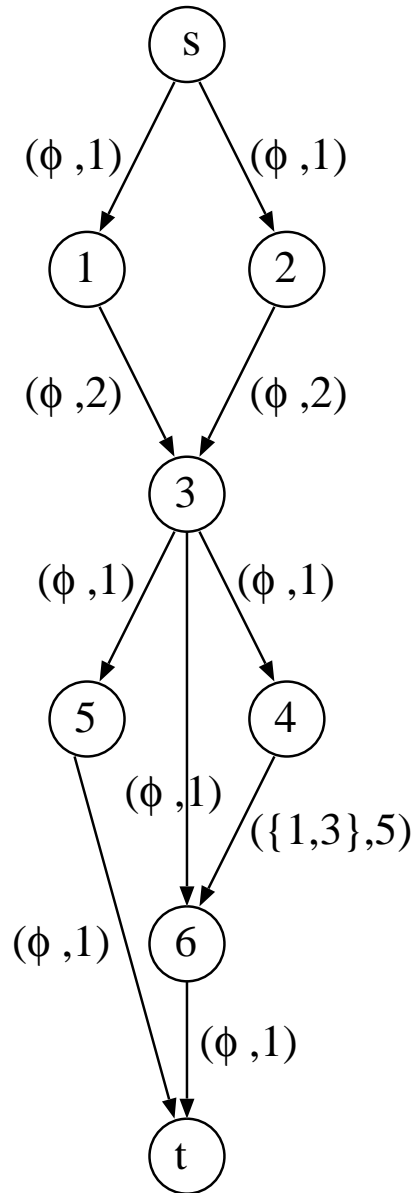 s
(ϕ ,1) (ϕ ,1)
1 2
(ϕ ,2) (ϕ ,2)
3
(ϕ ,1) (ϕ ,1)
5 4
(ϕ ,1) ({1,3},5)
(ϕ ,1) 6
(ϕ ,1)
t